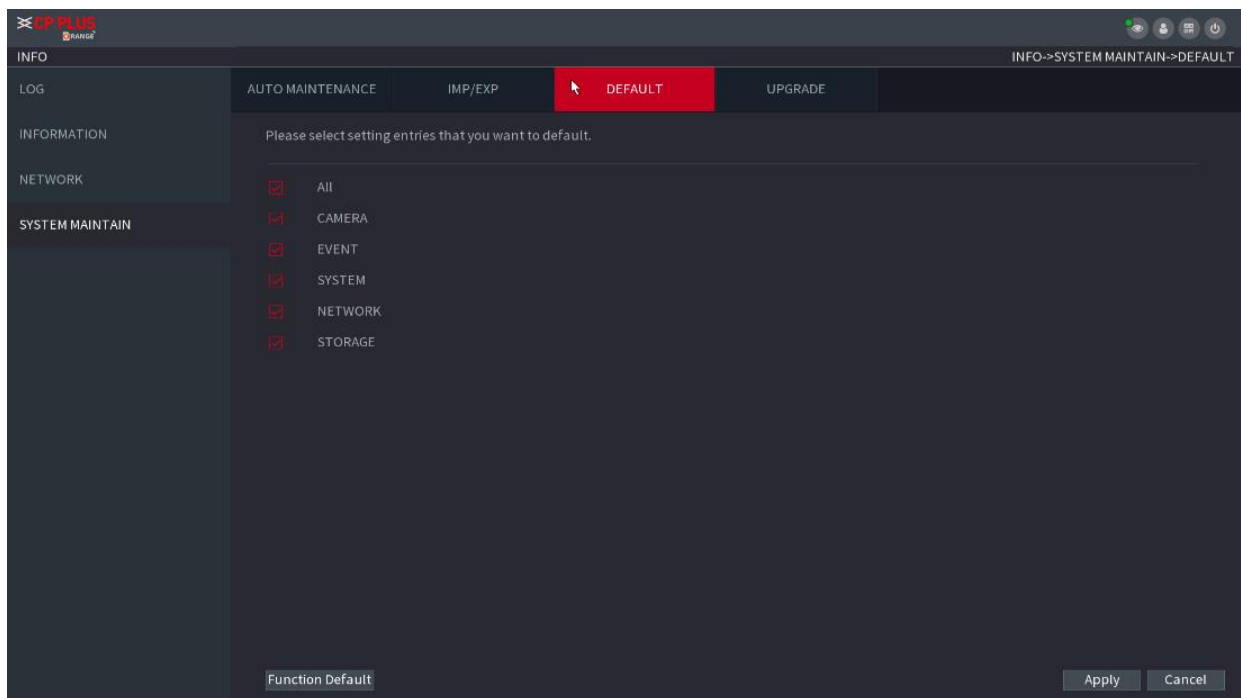 CP PLUS
ORANGE
INFO
INFO->SYSTEM MAINTAIN->DEFAULT
LOG
AUTO MAINTENANCE IMP/EXP DEFAULT UPGRADE
INFORMATION
Please select setting entries that you want to default.
NETWORK
All
SYSTEM MAINTAIN
CAMERA
EVENT
SYSTEM
NETWORK
STORAGE
Function Default
Apply Cancel